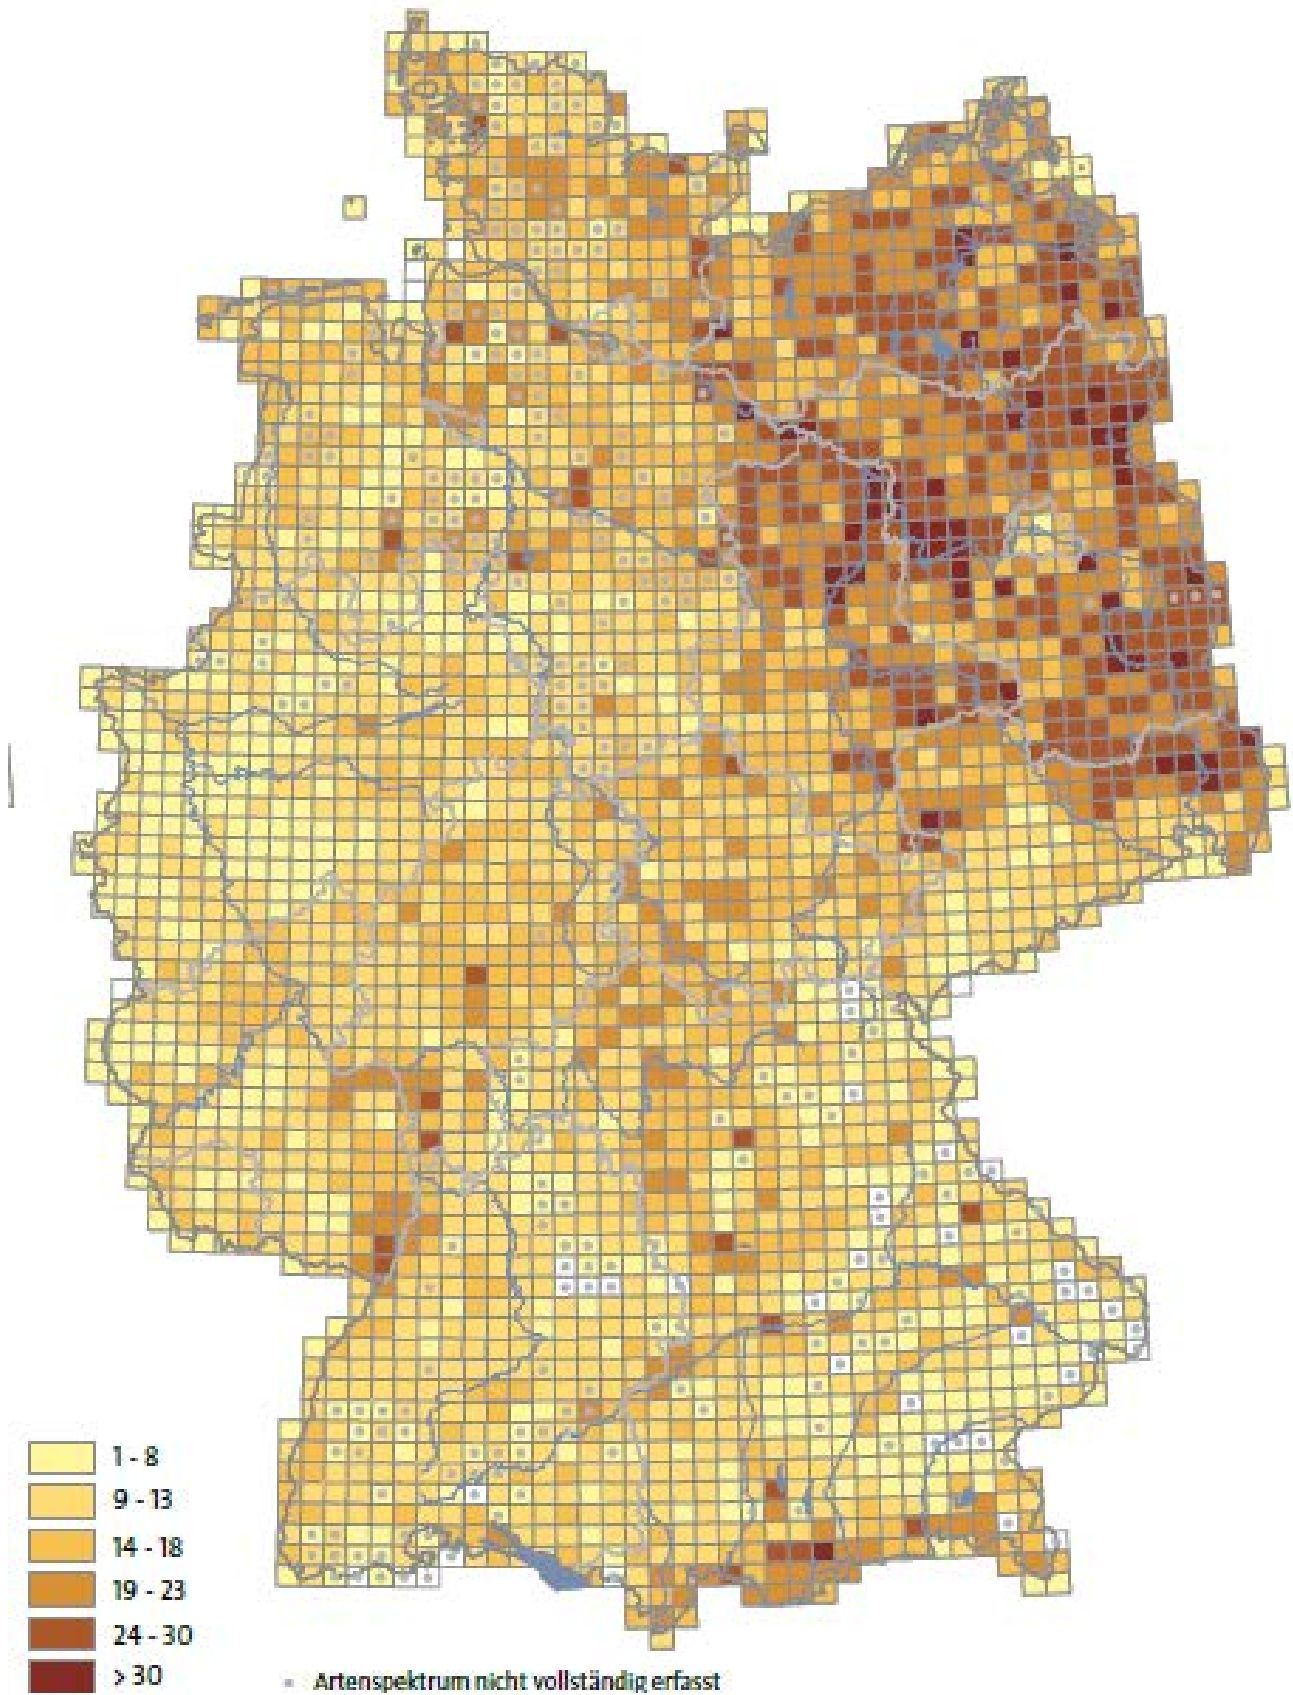 1 - 8
9 - 13
14 - 18
19 - 23
24 - 30
> 30
Artenspektrum nicht vollständig erfasst